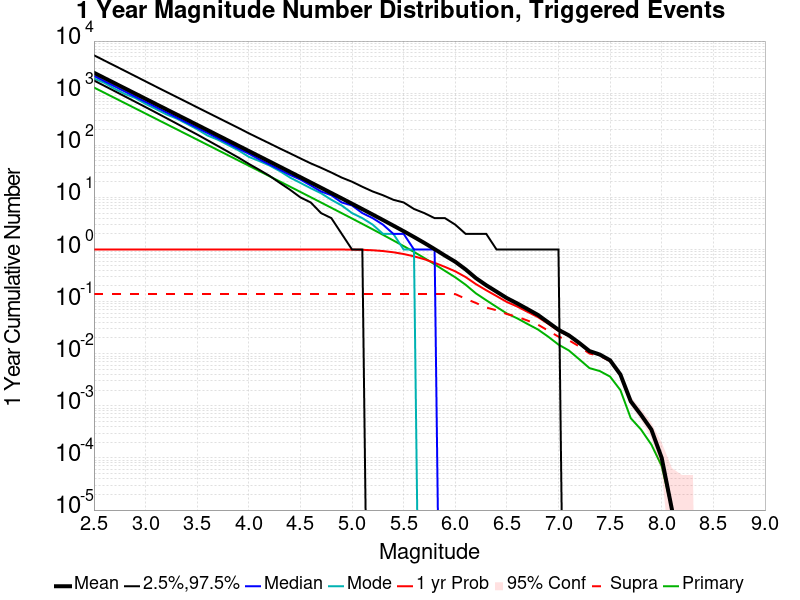 1 Year Magnitude Number Distribution, Triggered Events
1 Year Cumulative Number
10^4
10^3
10^2
10^1
10^0
10^-1
10^-2
10^-3
10^-4
10^-5
2.5 3.0 3.5 4.0 4.5 5.0 5.5 6.0 6.5 7.0 7.5 8.0 8.5 9.0
Magnitude
Mean 2.5%,97.5% Median Mode 1 yr Prob 95% Conf Supra Primary